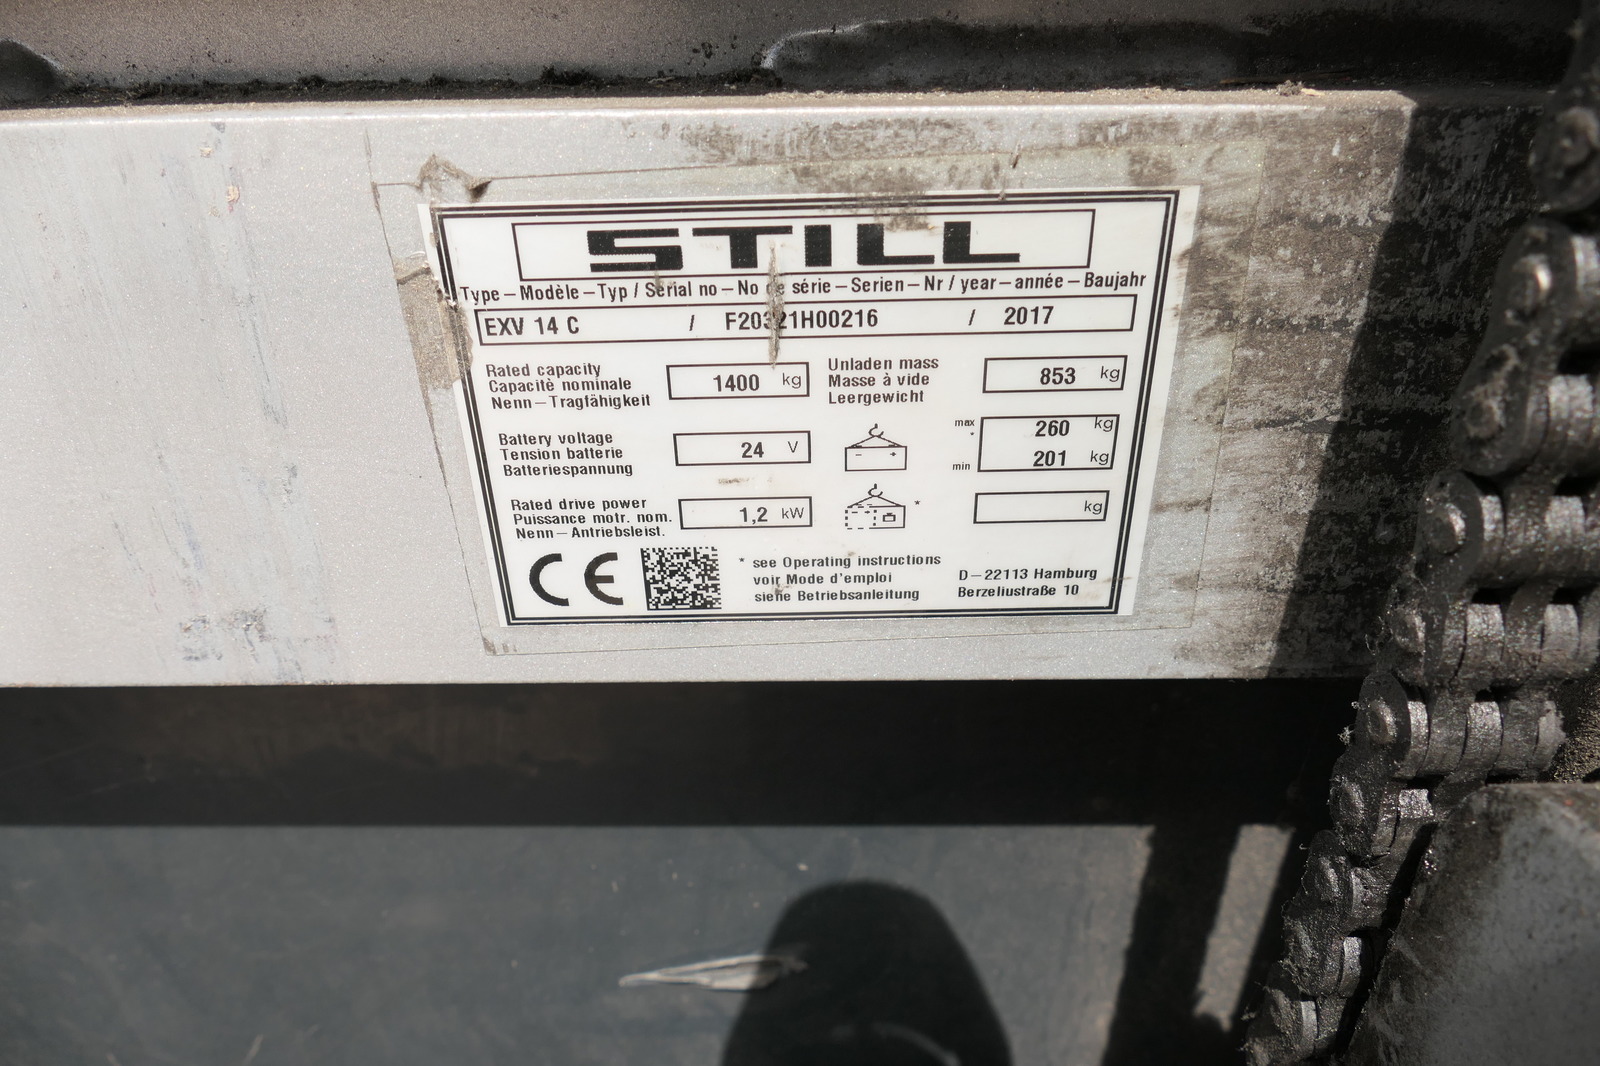 STILL
Type – Modèle – Typ / Serial no – No de série – Serien – Nr / year – année – Baujahr
EXV 14 C / F20321H00216 / 2017
Rated capacity
Capacitè nominale
Nenn – Tragfähigkeit
1400 kg
Unladen mass
Masse à vide
Leergewicht
853 kg
Battery voltage
Tension batterie
Batteriespannung
24 V
- +
max * 260 kg
min 201 kg
Rated drive power
Puissance motr. nom.
Nenn – Antriebsleist.
1,2 kW
* kg
CE
* see Operating instructions
voir Mode d'emploi
siehe Betriebsanleitung
D – 22113 Hamburg
Berzeliustraße 10